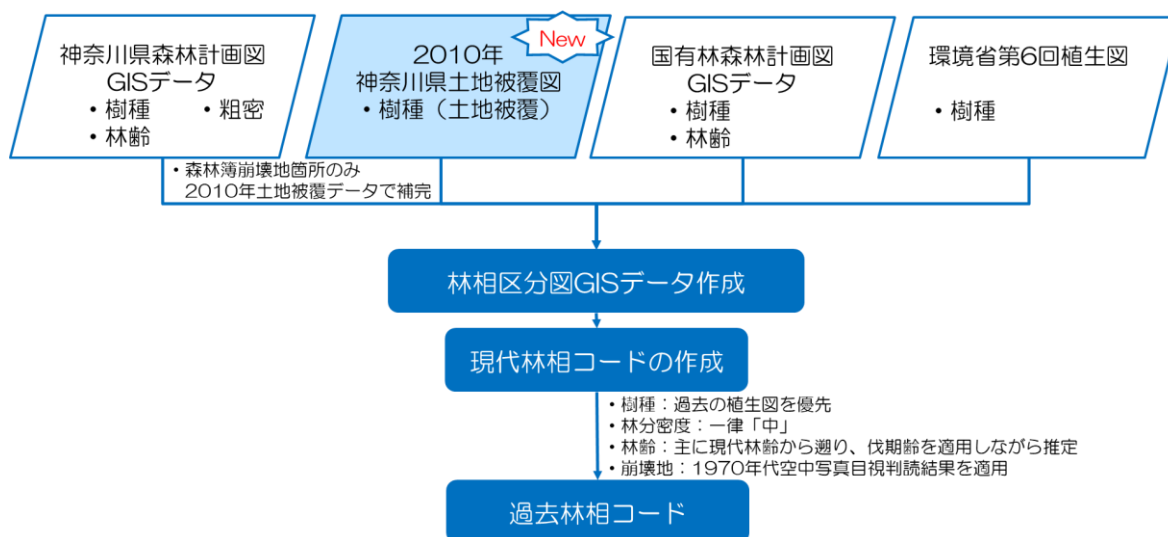 神奈川県森林計画図
GISデータ
・樹種 ・粗密
・林齢
New
2010年
神奈川県土地被覆図
・樹種（土地被覆）
国有林森林計画図
GISデータ
・樹種
・林齢
環境省第6回植生図
・樹種
・森林簿崩壊地箇所のみ
2010年土地被覆データで補完
林相区分図GISデータ作成
現代林相コードの作成
・樹種：過去の植生図を優先
・林分密度：一律「中」
・林齢：主に現代林齢から遡り、伐期齢を適用しながら推定
・崩壊地：1970年代空中写真目視判読結果を適用
過去林相コード